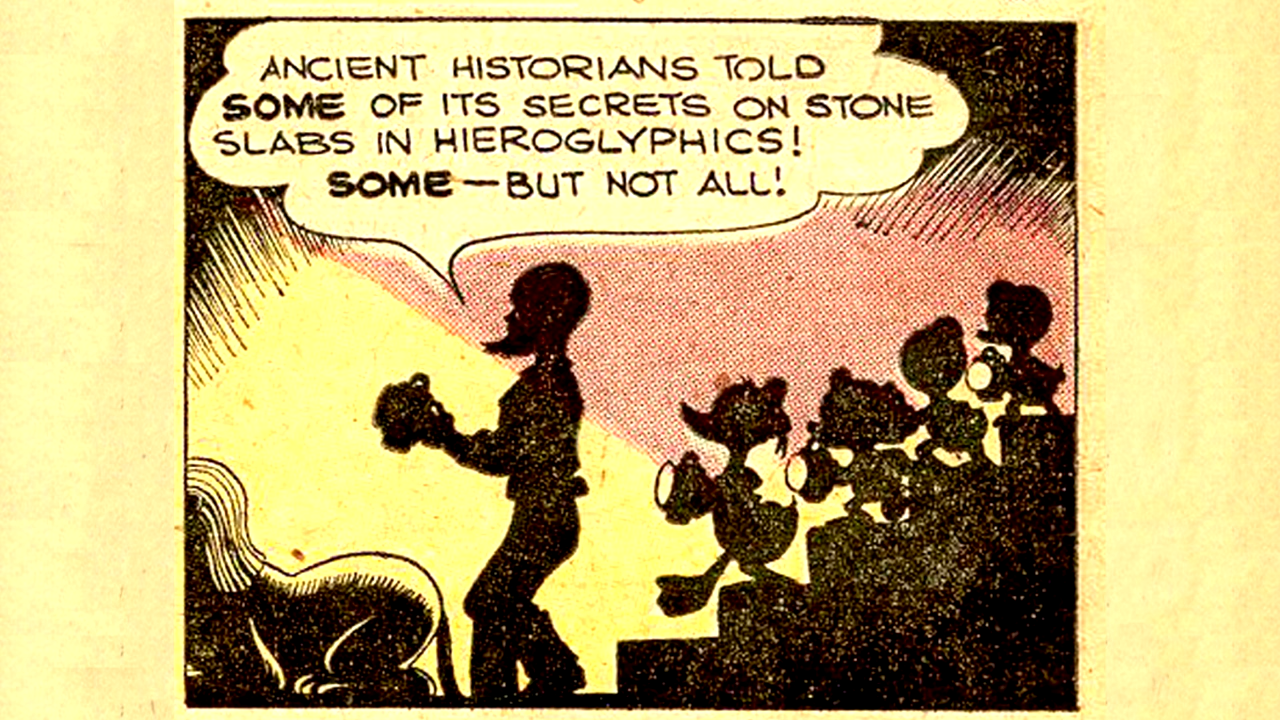 ANCIENT HISTORIANS TOLD
SOME OF ITS SECRETS ON STONE
SLABS IN HIEROGLYPHICS!
SOME—BUT NOT ALL!